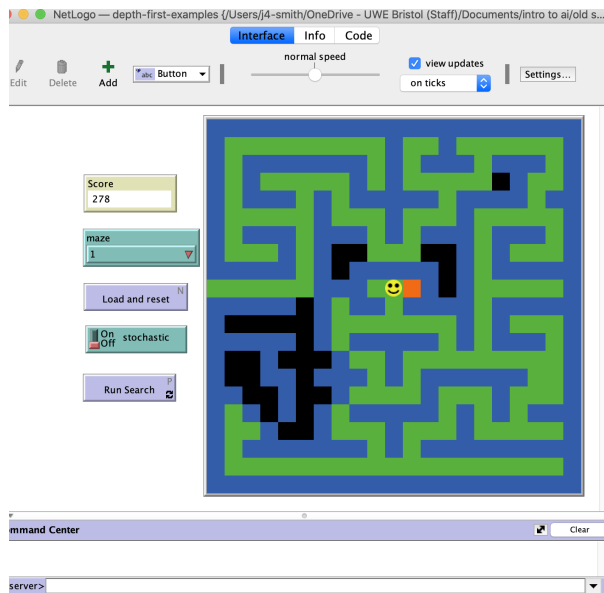 NetLogo — depth-first-examples {/Users/j4-smith/OneDrive - UWE Bristol (Staff)/Documents/intro to ai/old s...
Interface Info Code
Edit Delete Add abc Button
normal speed
view updates
on ticks
Settings...
Score
278
maze
1
N
Load and reset
On
Off
stochastic
P
Run Search
mmand Center
Clear
server>